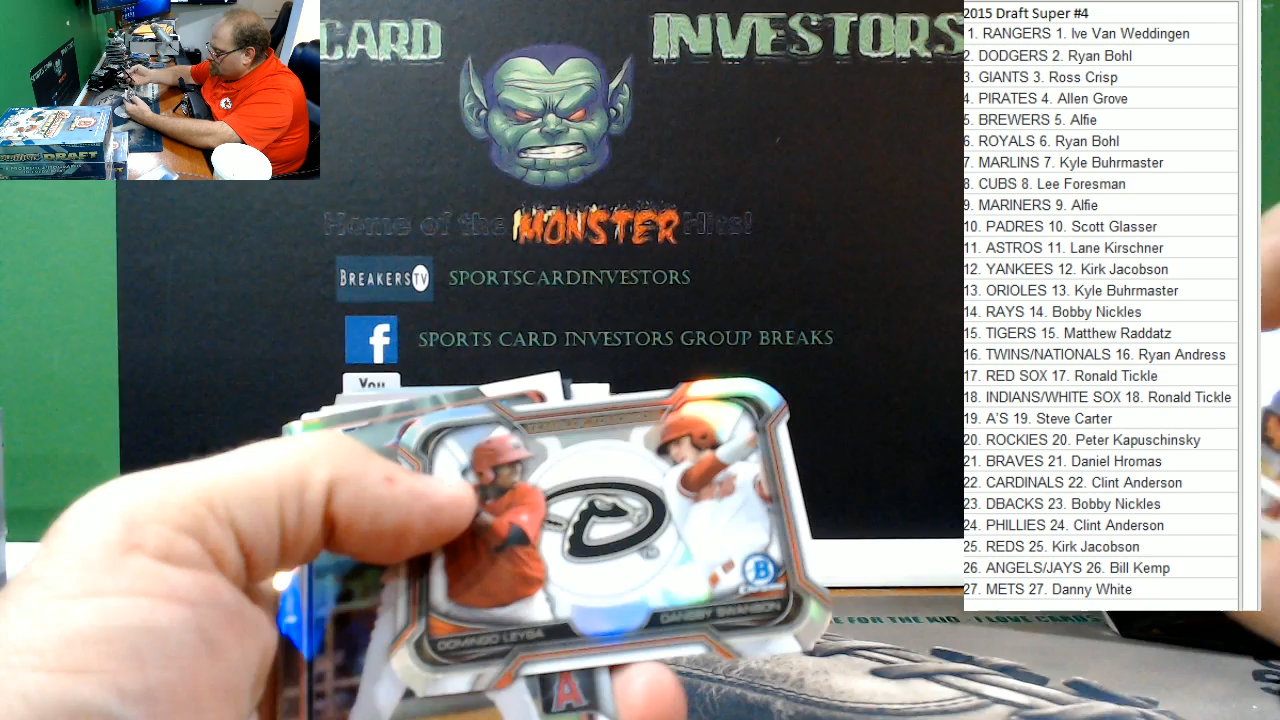 CARD INVESTORS
Home of the MONSTER Hits!
BREAKERS TV SPORTSCARDINVESTORS
f SPORTS CARD INVESTORS GROUP BREAKS
You
DRAFT
DOMINGO LEYBA
DANSBY SWANSON
B
A
E FOR THE KID I LOVE CARDS
2015 Draft Super #4
1. RANGERS 1. Ive Van Weddingen
2. DODGERS 2. Ryan Bohl
3. GIANTS 3. Ross Crisp
4. PIRATES 4. Allen Grove
5. BREWERS 5. Alfie
6. ROYALS 6. Ryan Bohl
7. MARLINS 7. Kyle Buhrmaster
8. CUBS 8. Lee Foresman
9. MARINERS 9. Alfie
10. PADRES 10. Scott Glasser
11. ASTROS 11. Lane Kirschner
12. YANKEES 12. Kirk Jacobson
13. ORIOLES 13. Kyle Buhrmaster
14. RAYS 14. Bobby Nickles
15. TIGERS 15. Matthew Raddatz
16. TWINS/NATIONALS 16. Ryan Andress
17. RED SOX 17. Ronald Tickle
18. INDIANS/WHITE SOX 18. Ronald Tickle
19. A'S 19. Steve Carter
20. ROCKIES 20. Peter Kapuschinsky
21. BRAVES 21. Daniel Hromas
22. CARDINALS 22. Clint Anderson
23. DBACKS 23. Bobby Nickles
24. PHILLIES 24. Clint Anderson
25. REDS 25. Kirk Jacobson
26. ANGELS/JAYS 26. Bill Kemp
27. METS 27. Danny White